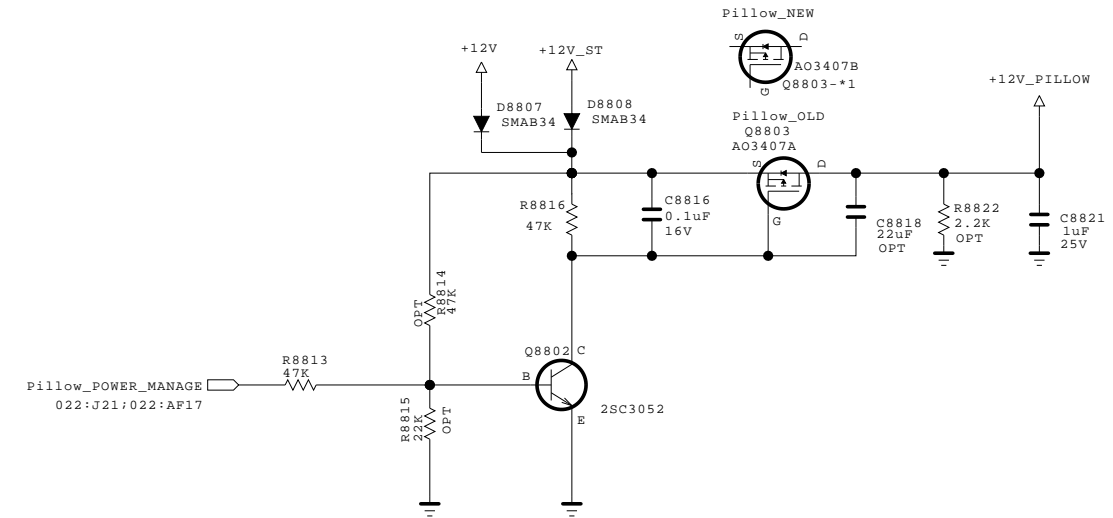 Pillow_NEW
S
D
AO3407B
G
Q8803-*1
+12V
+12V_ST
+12V_PILLOW
D8807
SMAB34
D8808
SMAB34
Pillow_OLD
Q8803
AO3407A
S
D
G
R8816
47K
C8816
0.1uF
16V
C8818
22uF
OPT
R8822
2.2K
OPT
C8821
1uF
25V
OPT
R8814
47K
Q8802
C
B
E
2SC3052
R8813
47K
Pillow_POWER_MANAGE
022:J21;022:AF17
R8815
22K
OPT